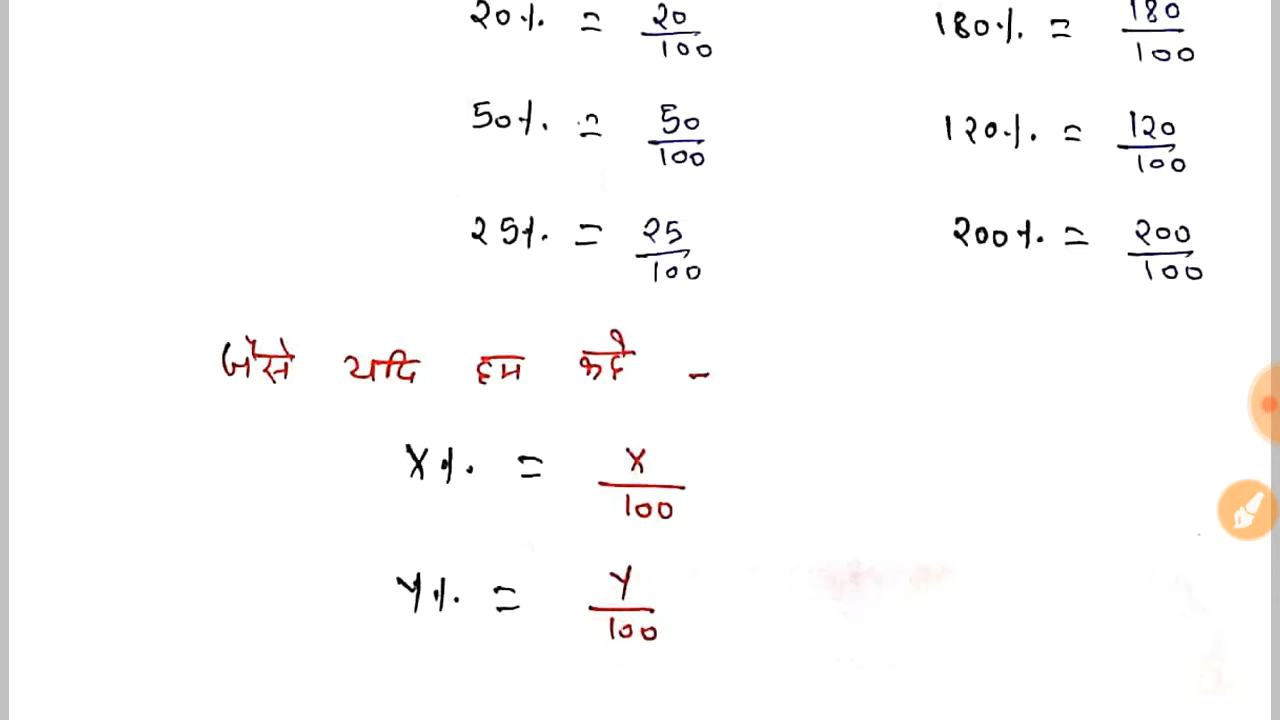 20% = 20/100 180% = 180/100
50% = 50/100 120% = 120/100
25% = 25/100 200% = 200/100
जैसे यदि हम कहे -
X% = X/100
Y% = Y/100